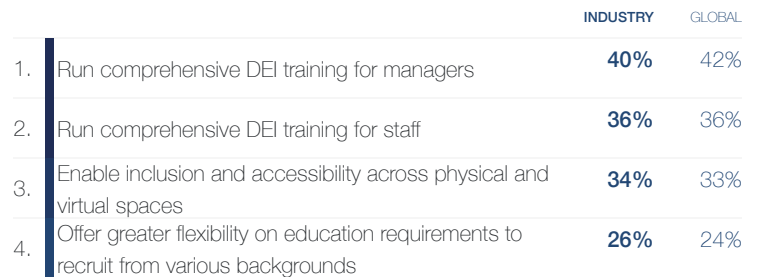 INDUSTRY GLOBAL
1. Run comprehensive DEI training for managers 40% 42%
2. Run comprehensive DEI training for staff 36% 36%
3. Enable inclusion and accessibility across physical and
virtual spaces 34% 33%
4. Offer greater flexibility on education requirements to
recruit from various backgrounds 26% 24%